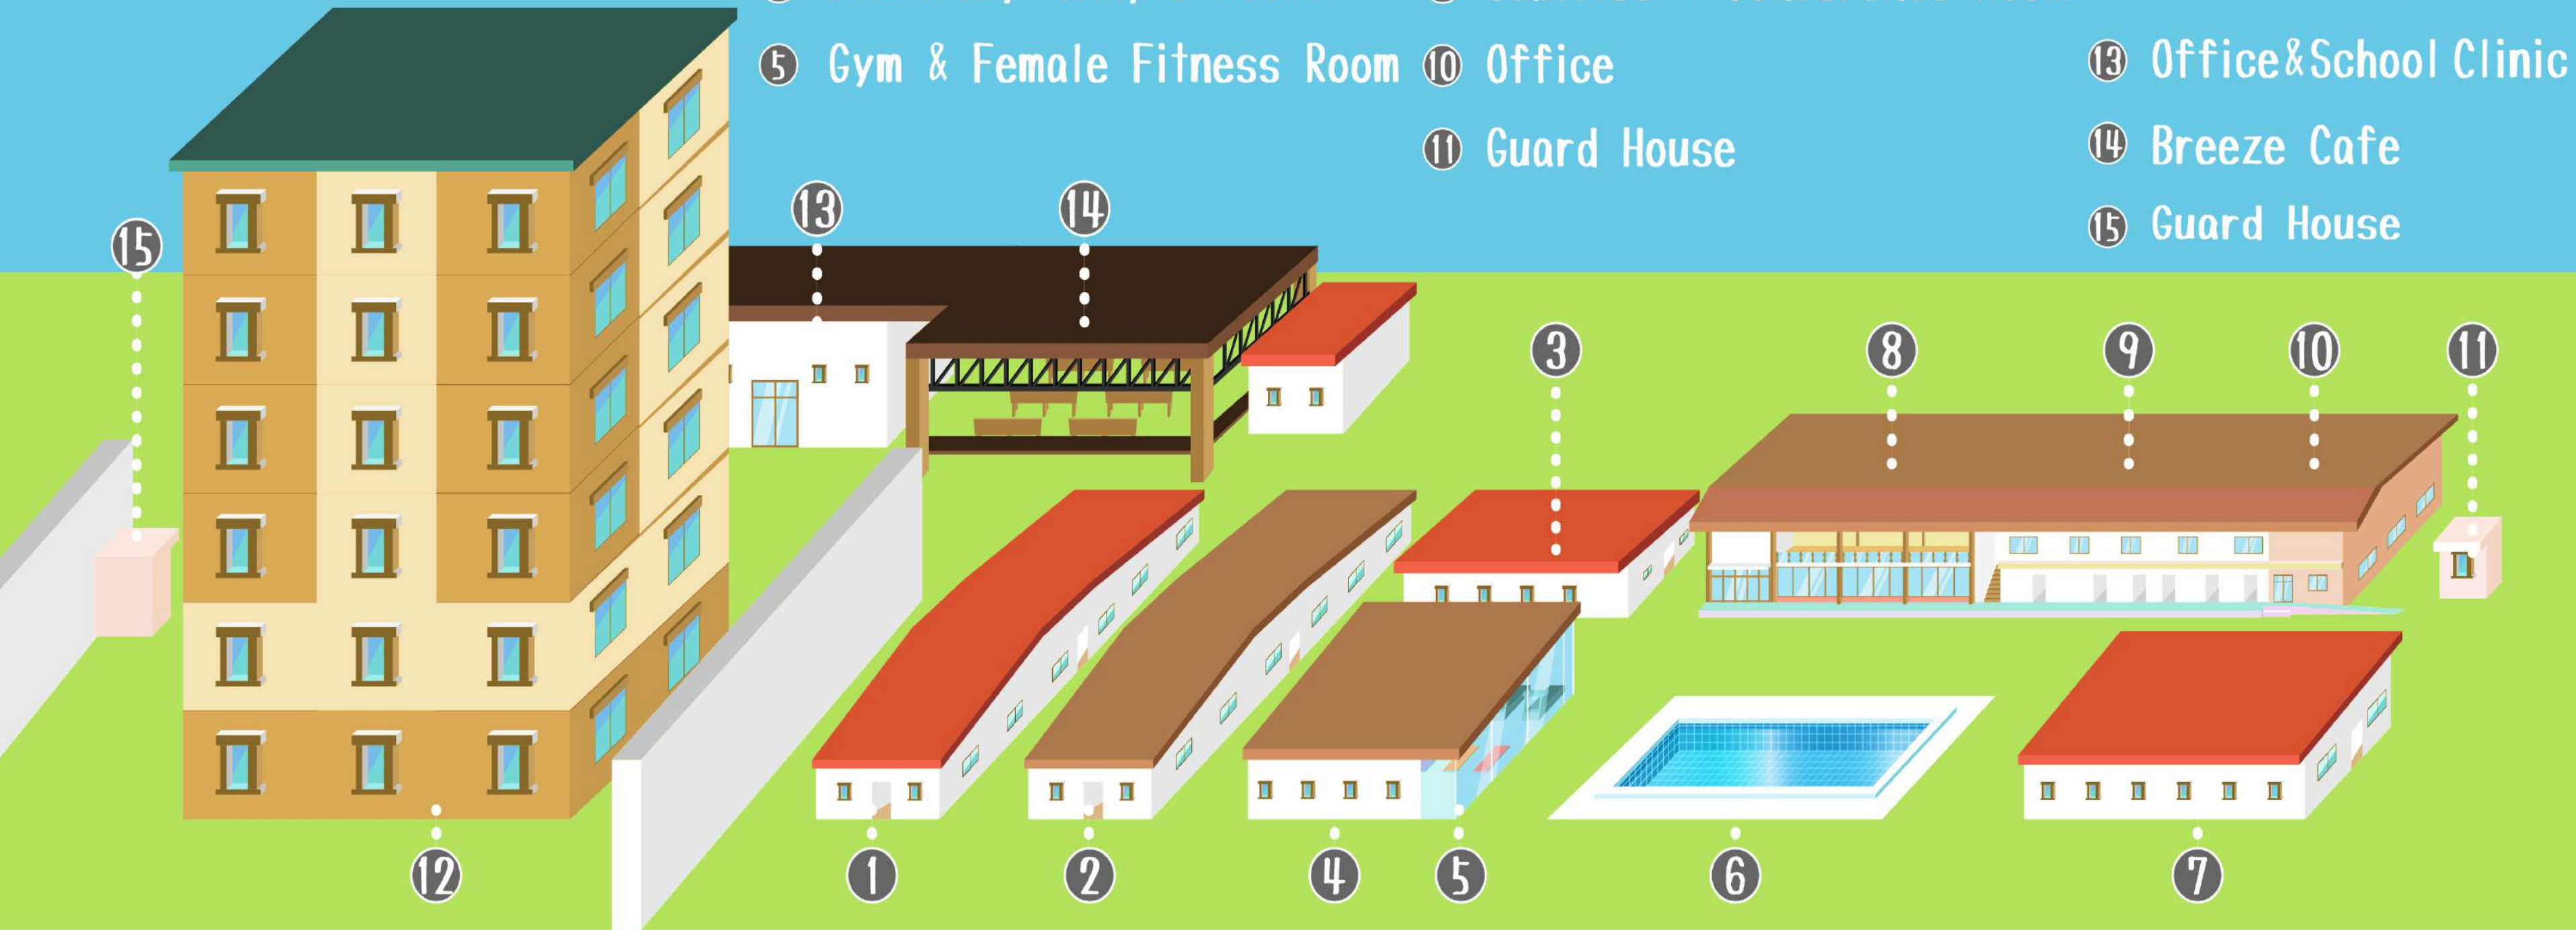 5 Gym & Female Fitness Room
10 Office
11 Guard House
13 Office&School Clinic
14 Breeze Cafe
15 Guard House
13
14
15
3
8
9
10
11
12
1
2
4
5
6
7